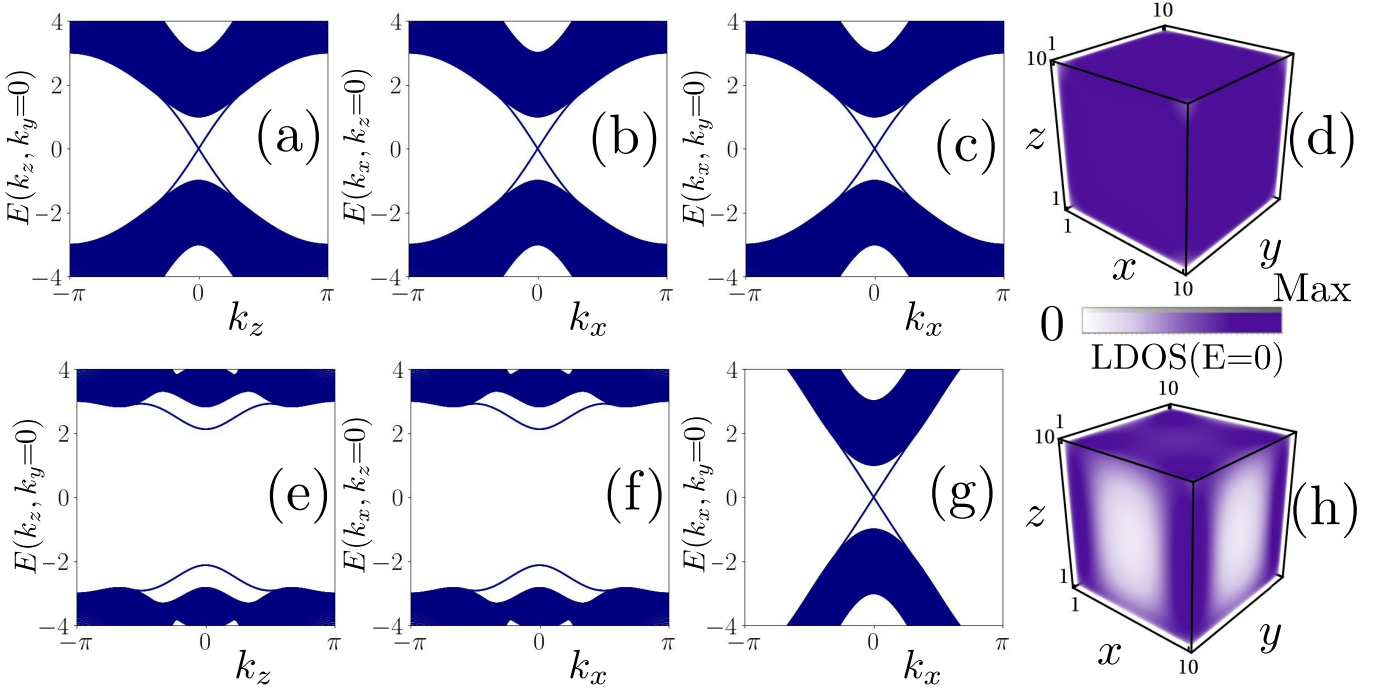 4
2
0
−2
−4
−π
0
π
E(k_z, k_y=0)
k_z
(a)
4
2
0
−2
−4
−π
0
π
E(k_x, k_z=0)
k_x
(b)
4
2
0
−2
−4
−π
0
π
E(k_x, k_y=0)
k_x
(c)
10
1
10
z
1
1
x
10
y
(d)
Max
0
LDOS(E=0)
4
2
0
−2
−4
−π
0
π
E(k_z, k_y=0)
k_z
(e)
4
2
0
−2
−4
−π
0
π
E(k_x, k_z=0)
k_x
(f)
4
2
0
−2
−4
−π
0
π
E(k_x, k_y=0)
k_x
(g)
10
1
10
z
1
1
x
10
y
(h)